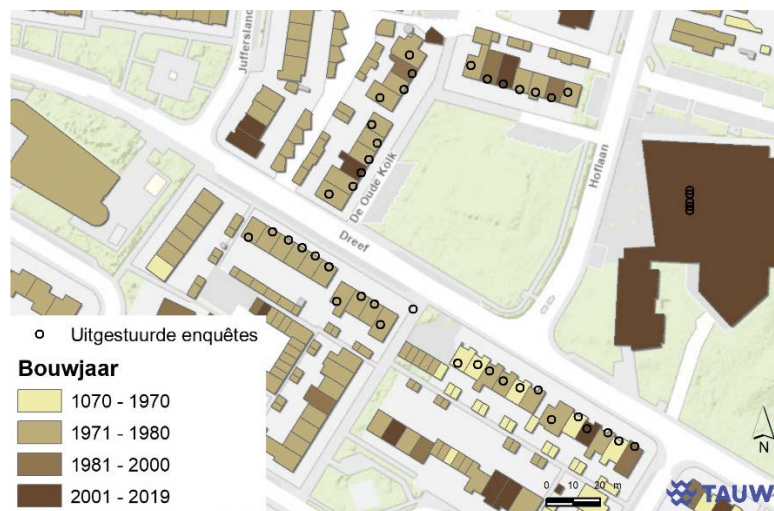 Juffersland
De Oude Kolk
Hoflaan
Dreef
Uitgestuurde enquêtes
Bouwjaar
1070 - 1970
1971 - 1980
1981 - 2000
2001 - 2019
0 10 20 m
N
TAUW